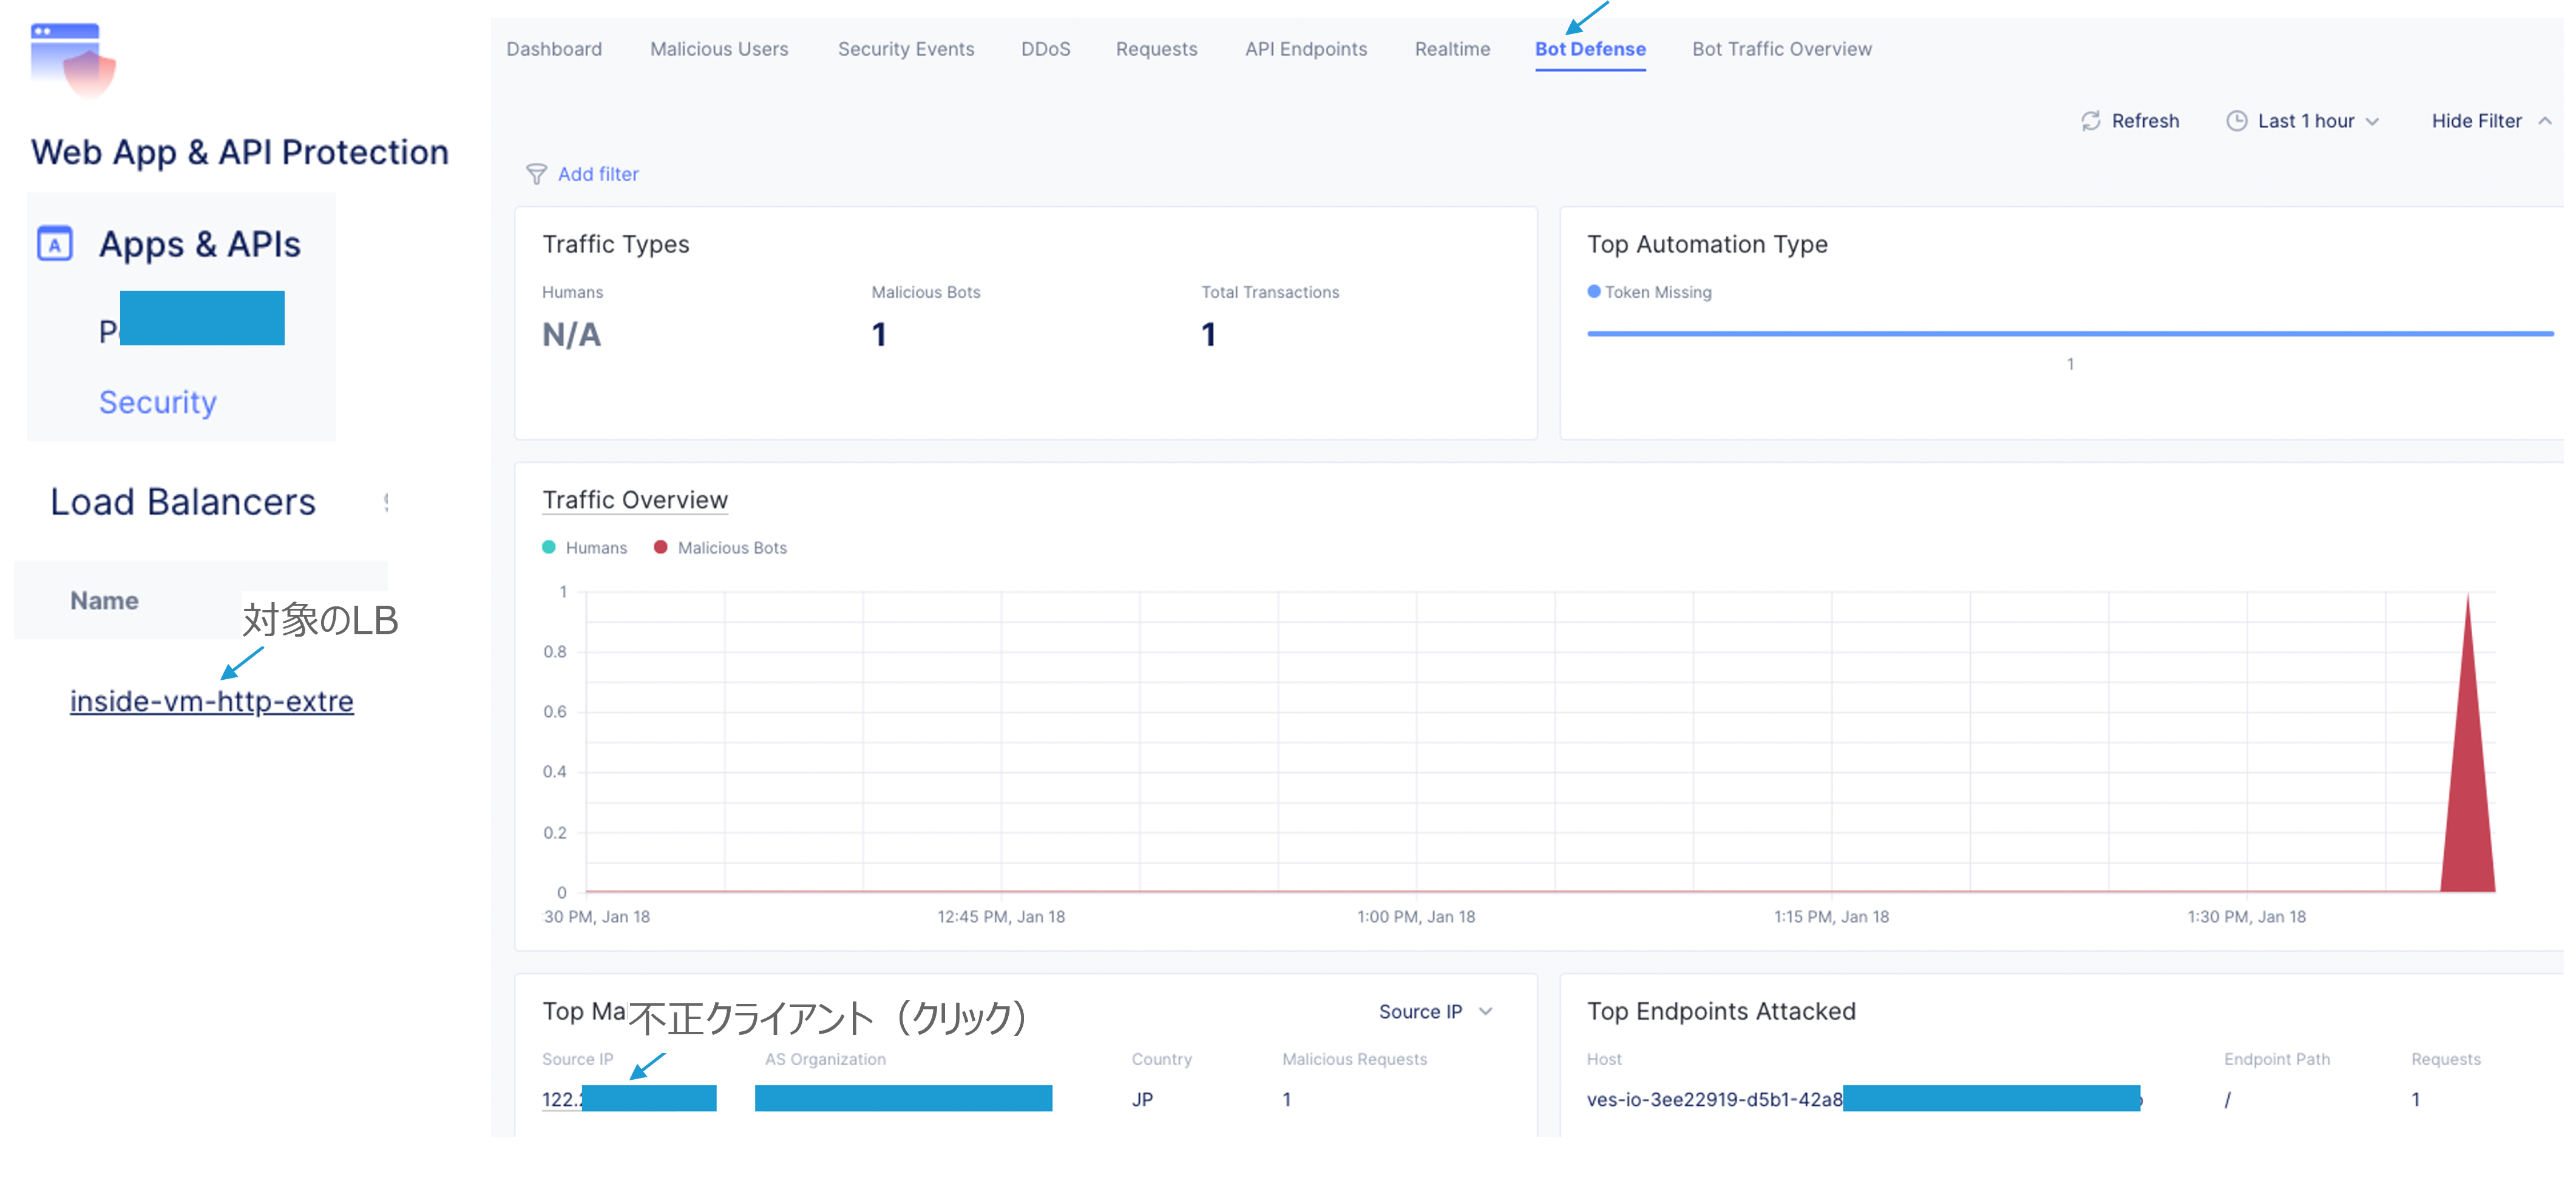 Web App & API Protection
Apps & APIs
Security
Load Balancers
Name
対象のLB
inside-vm-http-extre
Dashboard Malicious Users Security Events DDoS Requests API Endpoints Realtime Bot Defense Bot Traffic Overview
Refresh Last 1 hour Hide Filter
Add filter
Traffic Types
Humans Malicious Bots Total Transactions
N/A 1 1
Top Automation Type
Token Missing
1
Traffic Overview
Humans Malicious Bots
1
0.8
0.6
0.4
0.2
0
:30 PM, Jan 18 12:45 PM, Jan 18 1:00 PM, Jan 18 1:15 PM, Jan 18 1:30 PM, Jan 18
Top Ma 不正クライアント（クリック） Source IP
Source IP AS Organization Country Malicious Requests
122. JP 1
Top Endpoints Attacked
Host Endpoint Path Requests
ves-io-3ee22919-d5b1-42a8 / 1